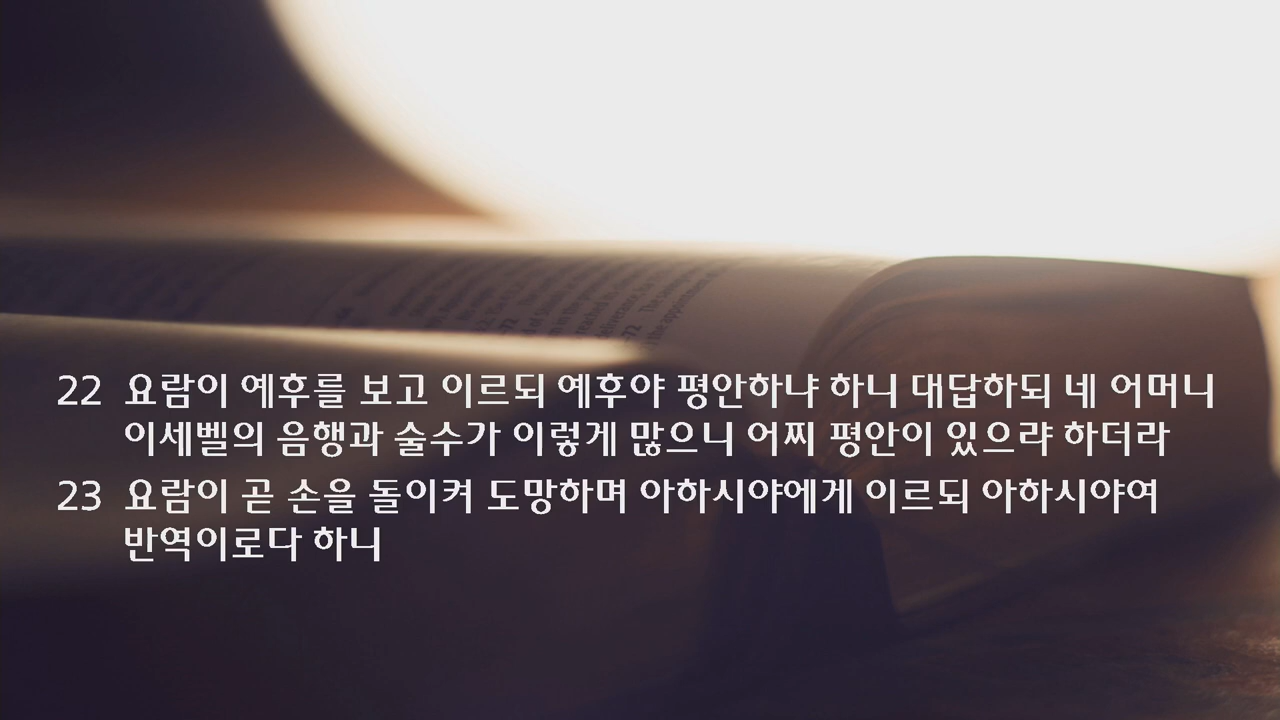 22 요람이 예후를 보고 이르되 예후야 평안하냐 하니 대답하되 네 어머니
이세벨의 음행과 술수가 이렇게 많으니 어찌 평안이 있으랴 하더라
23 요람이 곧 손을 돌이켜 도망하며 아하시야에게 이르되 아하시야여
반역이로다 하니